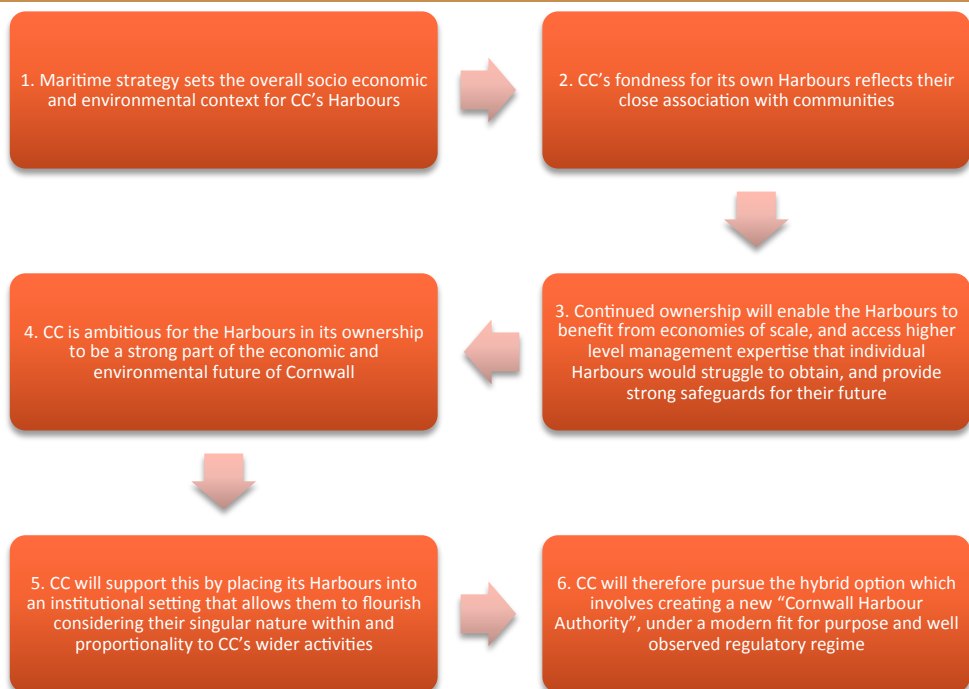 1. Maritime strategy sets the overall socio economic
and environmental context for CC's Harbours
2. CC's fondness for its own Harbours reflects their
close association with communities
3. Continued ownership will enable the Harbours to
benefit from economies of scale, and access higher
level management expertise that individual
Harbours would struggle to obtain, and provide
strong safeguards for their future
4. CC is ambitious for the Harbours in its ownership
to be a strong part of the economic and
environmental future of Cornwall
5. CC will support this by placing its Harbours into
an institutional setting that allows them to flourish
considering their singular nature within and
proportionality to CC's wider activities
6. CC will therefore pursue the hybrid option which
involves creating a new “Cornwall Harbour
Authority”, under a modern fit for purpose and well
observed regulatory regime